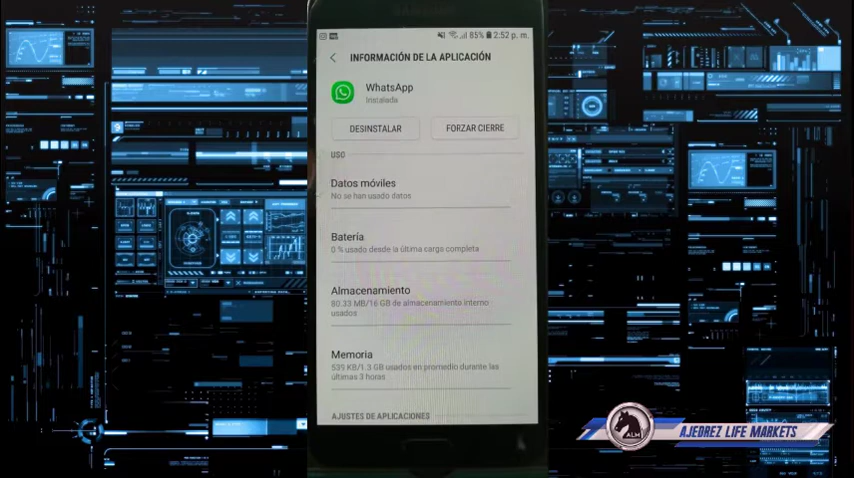 85% 2:52 p. m.
INFORMACIÓN DE LA APLICACIÓN
WhatsApp
Instalada
DESINSTALAR
FORZAR CIERRE
USO
Datos móviles
No se han usado datos
Batería
0 % usado desde la última carga completa
Almacenamiento
80.33 MB/16 GB de almacenamiento interno
usados
Memoria
539 KB/1.3 GB usados en promedio durante las
últimas 3 horas
AJUSTES DE APLICACIONES
ALM
AJEDREZ LIFE MARKETS